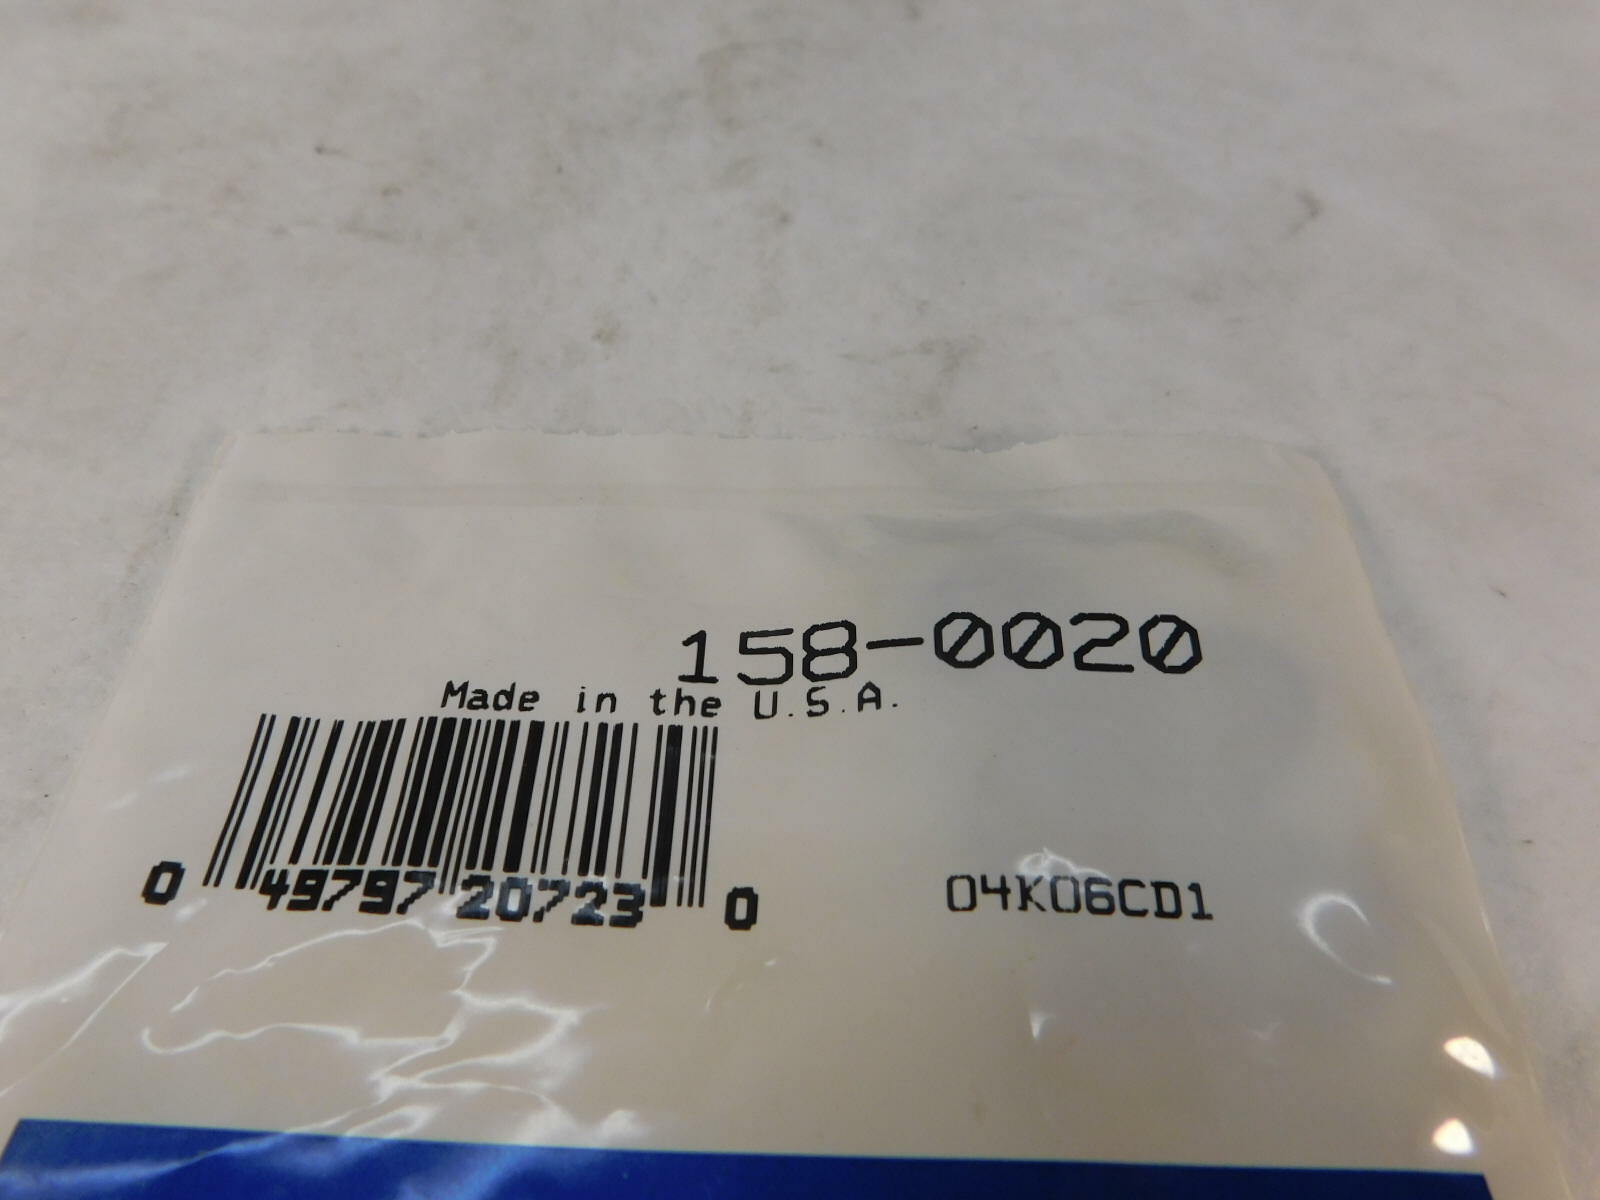 158-0020
Made in the U.S.A.
0 49797 20723 0
04K06CD1